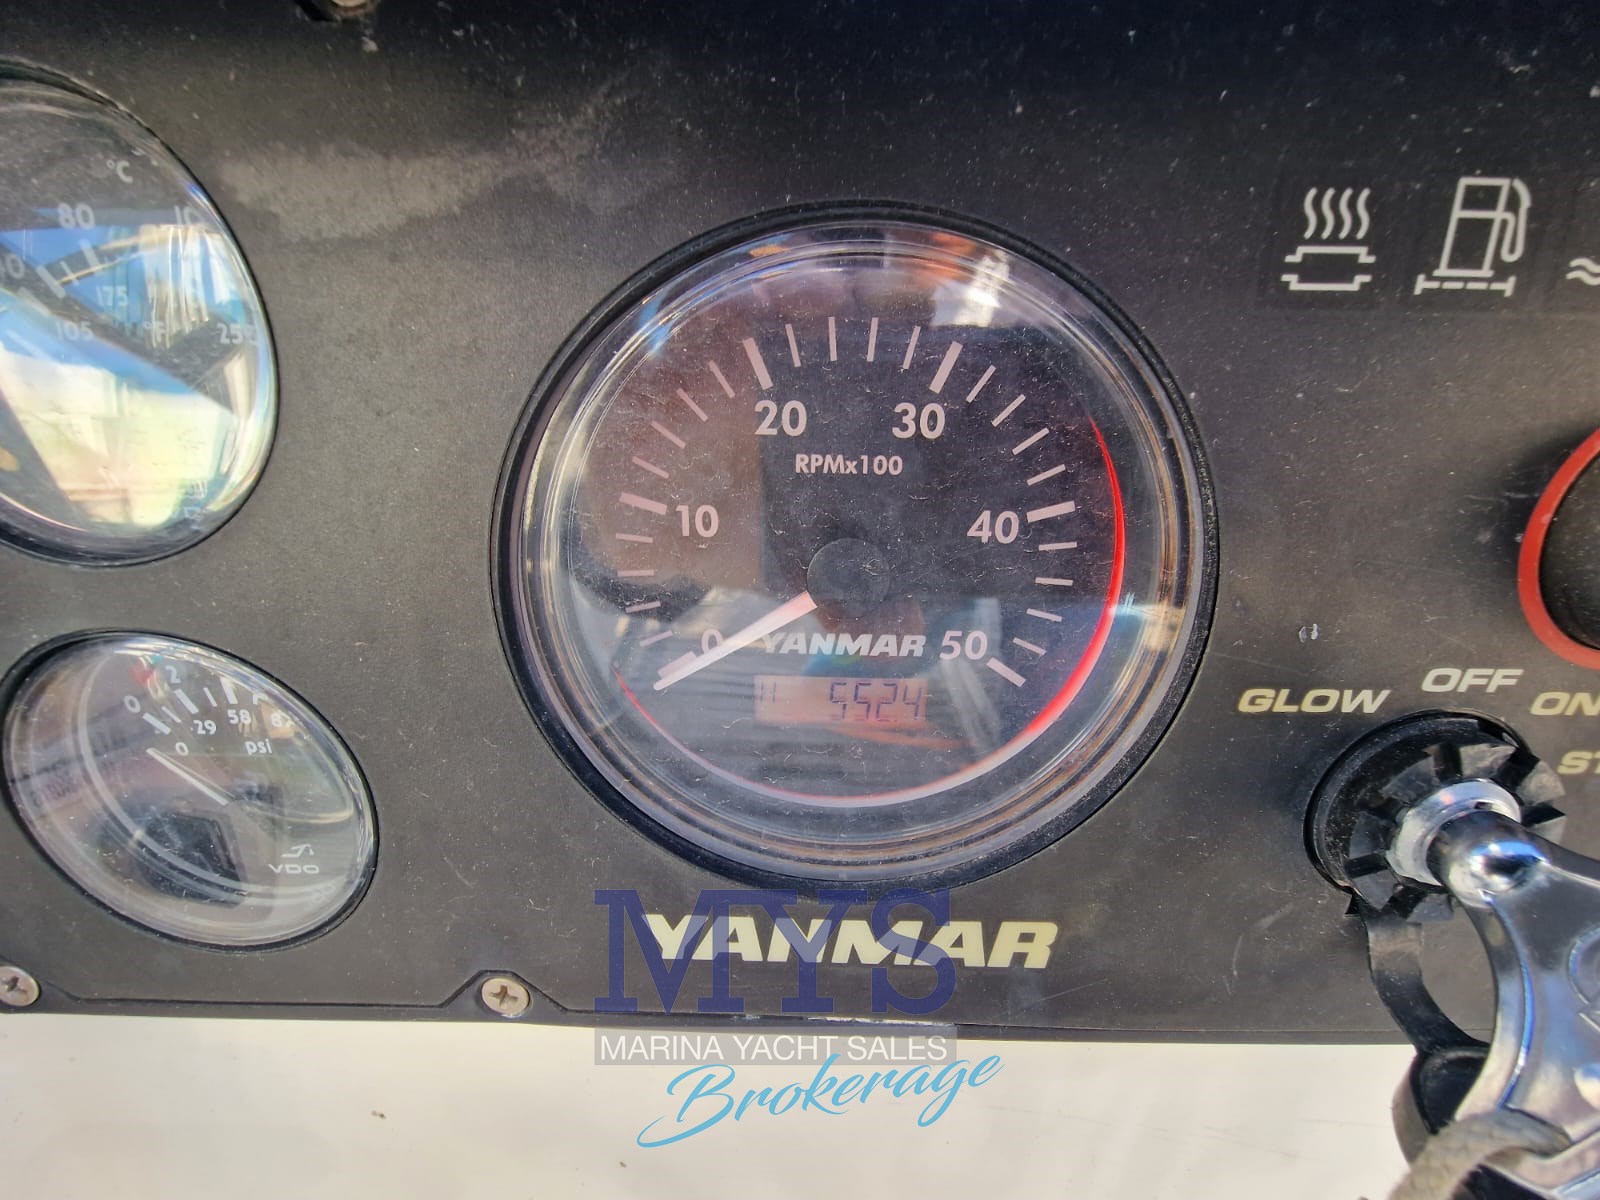 °C
80
175
105
°F
20
30
RPMx100
10
40
0
YANMAR
50
H 5524
GLOW
OFF
ON
0
2
29
58
0
psi
VDO
YANMAR
MYS
MARINA YACHT SALES
Brokerage